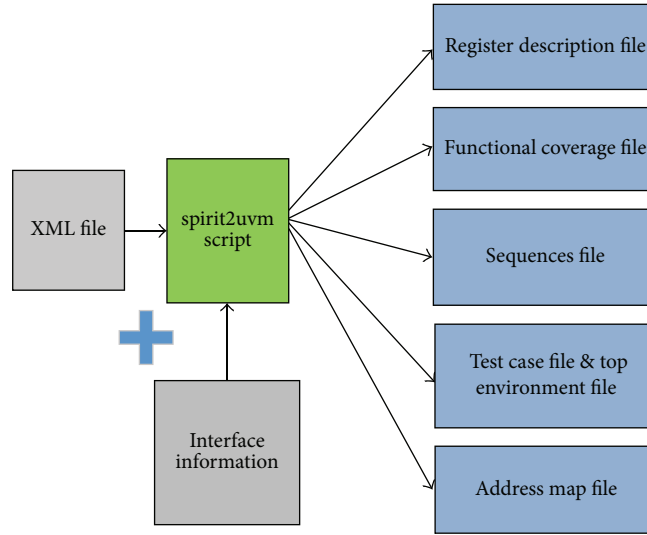 Register description file
Functional coverage file
XML file
spirit2uvm
script
Sequences file
Test case file & top
environment file
Interface
information
Address map file